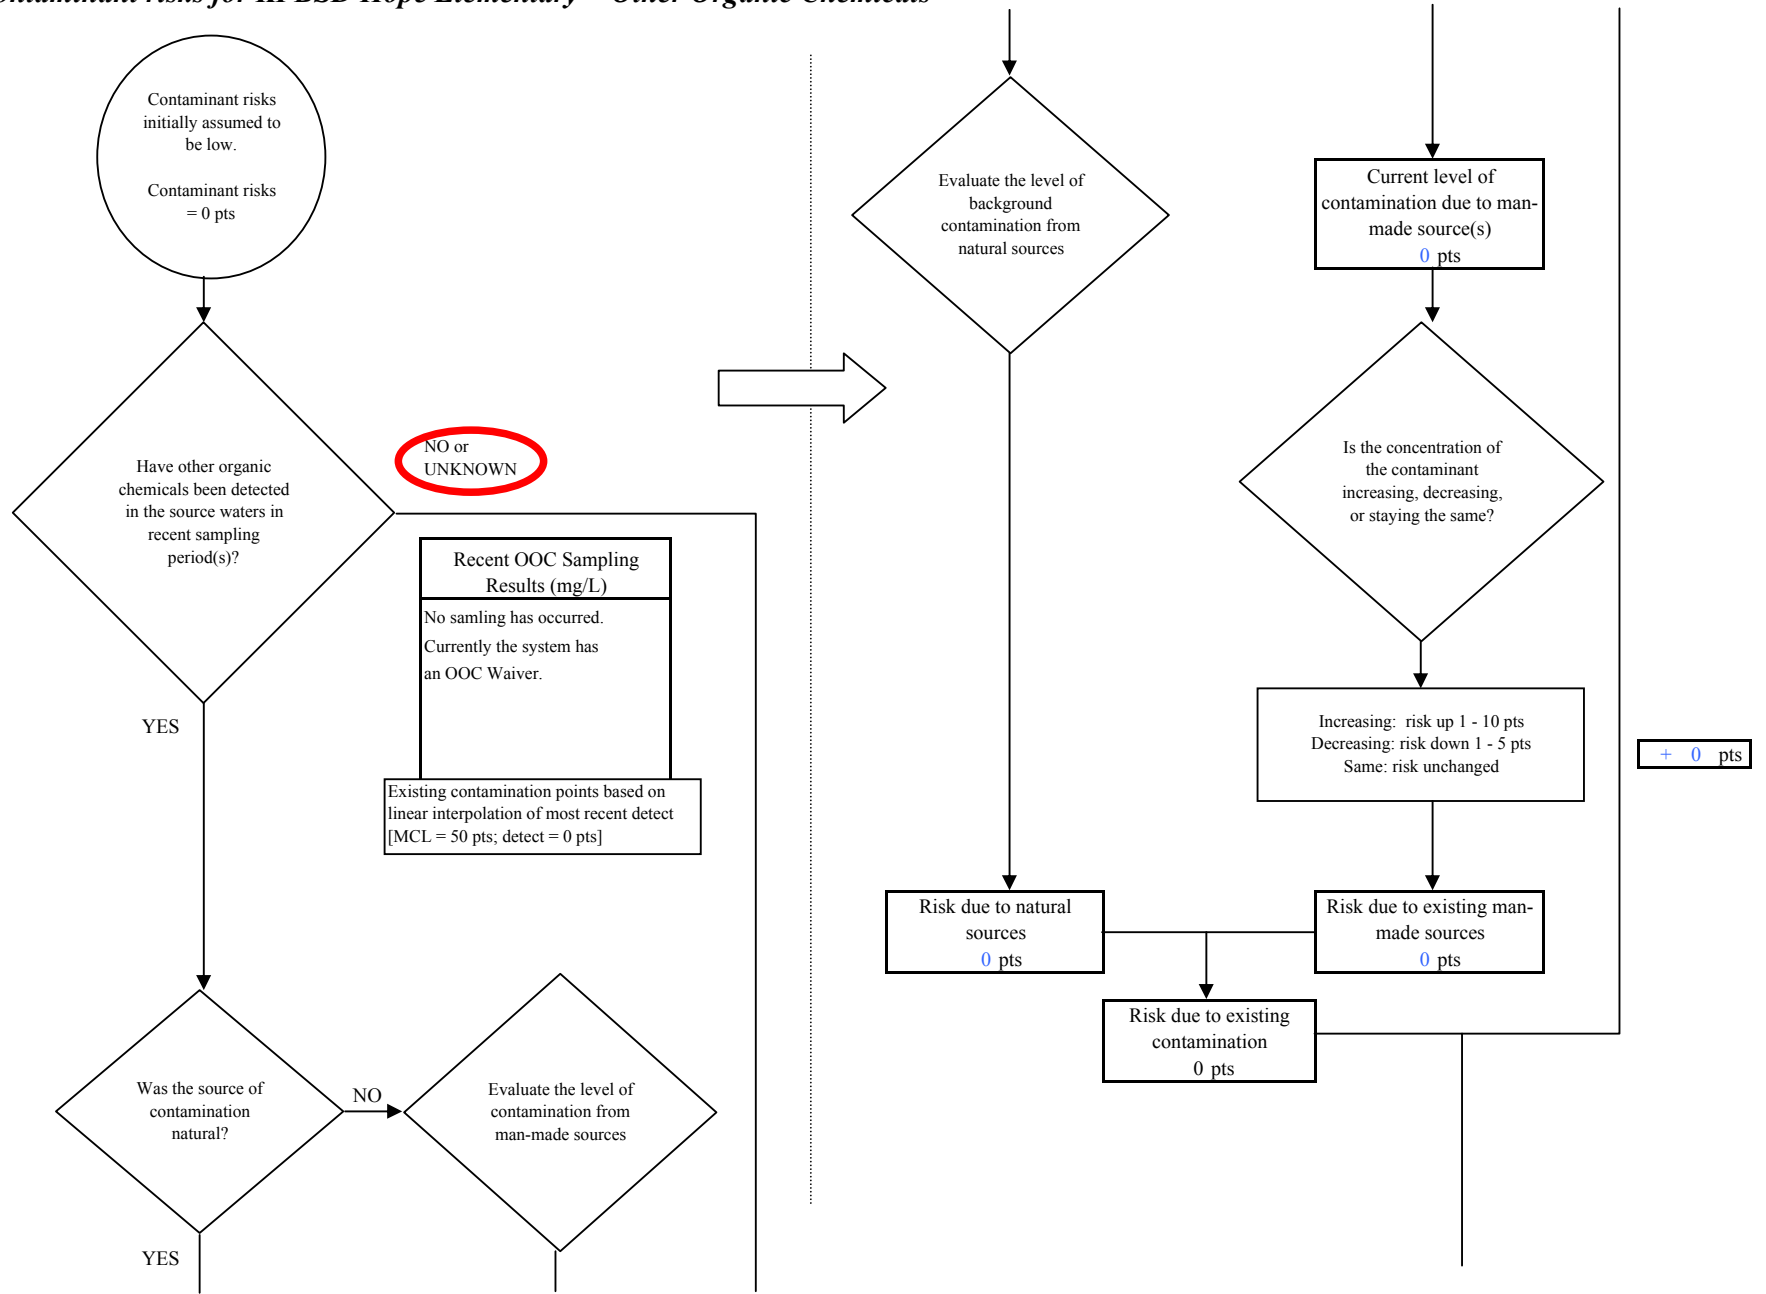 Contaminant risks
initially assumed to
be low.
Contaminant risks
= 0 pts
Have other organic
chemicals been detected
in the source waters in
recent sampling
period(s)?
NO or
UNKNOWN
Recent OOC Sampling
Results (mg/L)
No samling has occurred.
Currently the system has
an OOC Waiver.
Existing contamination points based on
linear interpolation of most recent detect
[MCL = 50 pts; detect = 0 pts]
YES
Was the source of
contamination
natural?
NO
Evaluate the level of
contamination from
man-made sources
YES
Evaluate the level of
background
contamination from
natural sources
Current level of
contamination due to man-
made source(s)
0 pts
Is the concentration of
the contaminant
increasing, decreasing,
or staying the same?
Increasing: risk up 1 - 10 pts
Decreasing: risk down 1 - 5 pts
Same: risk unchanged
+ 0 pts
Risk due to natural
sources
0 pts
Risk due to existing man-
made sources
0 pts
Risk due to existing
contamination
0 pts